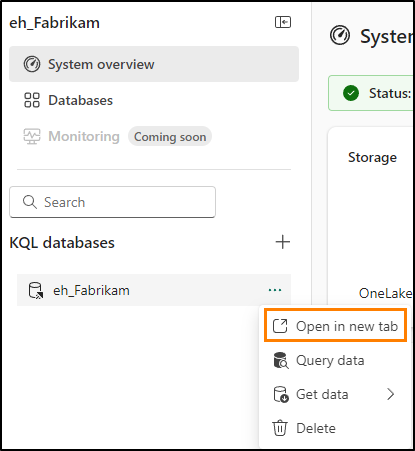 eh_Fabrikam
System overview
Databases
Monitoring Coming soon
Search
KQL databases
eh_Fabrikam
Open in new tab
Query data
Get data
Delete
Syste
Status:
Storage
OneLake